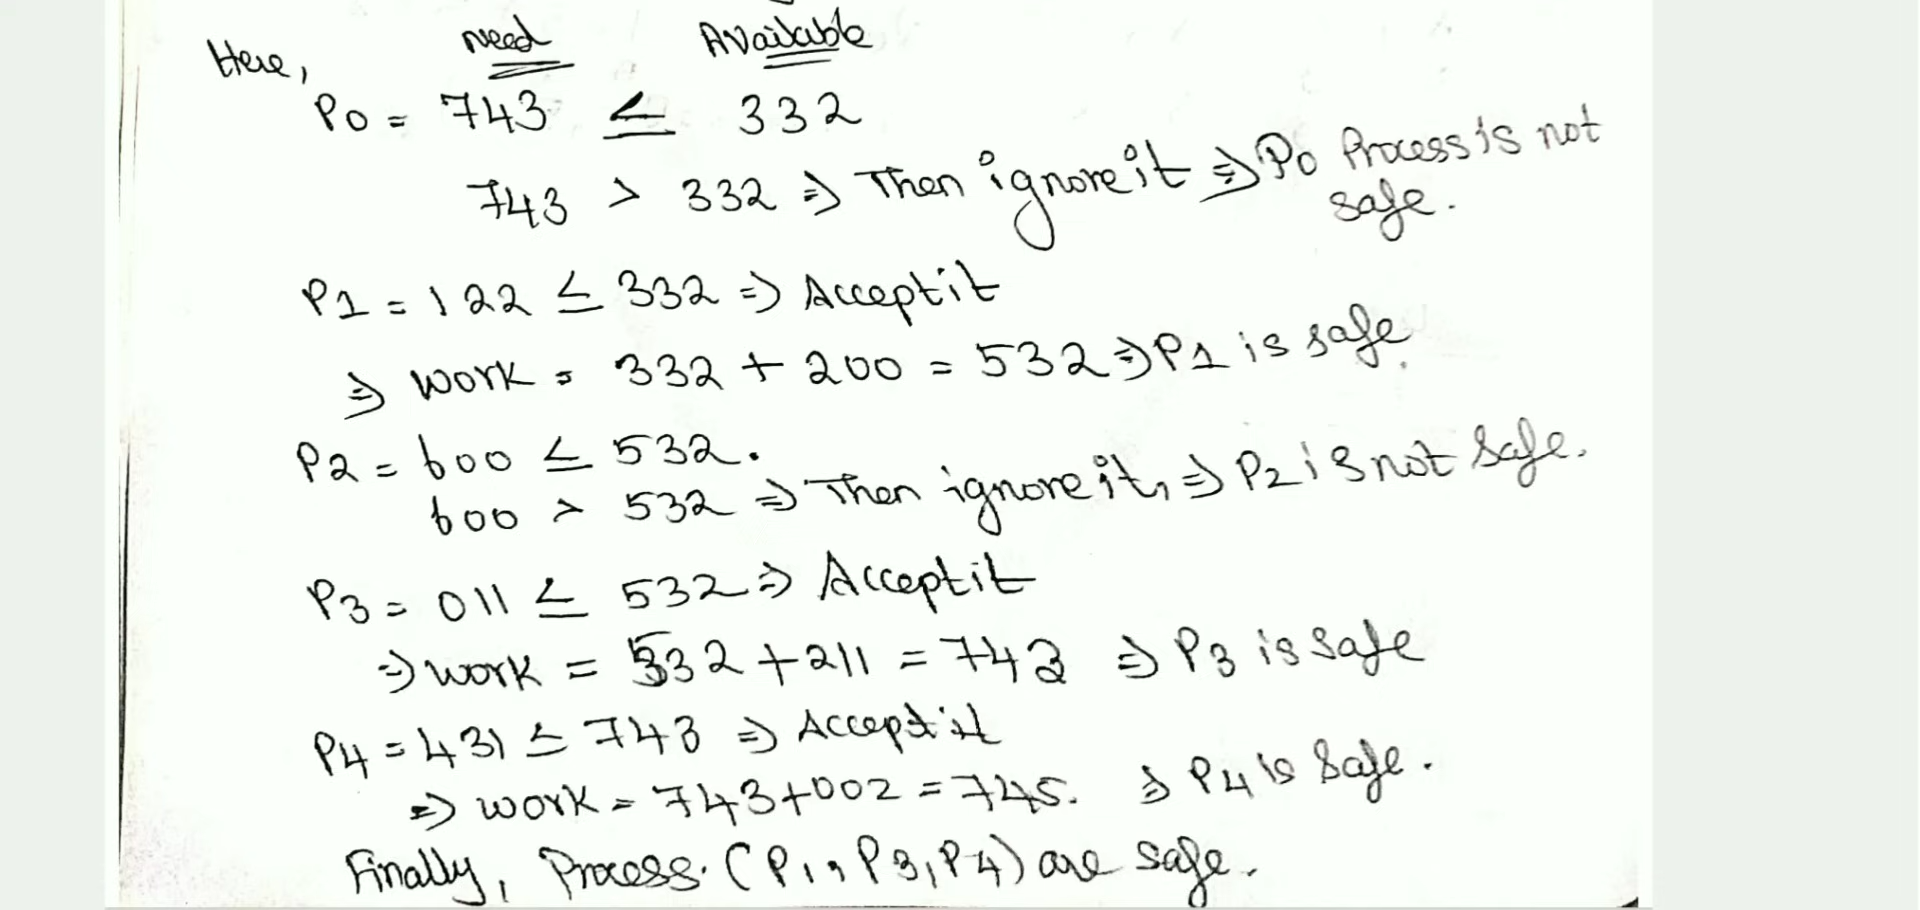 Here, Need Available
P0 = 743 ≤ 332
743 > 332 ⇒ Then ignore it ⇒ P0 Process is not
safe.
P1 = 122 ≤ 332 ⇒ Accept it
⇒ work = 332 + 200 = 532 ⇒ P1 is safe.
P2 = 600 ≤ 532.
600 > 532 ⇒ Then ignore it, ⇒ P2 is not safe.
P3 = 011 ≤ 532 ⇒ Accept it
⇒ work = 532 + 211 = 743 ⇒ P3 is safe
P4 = 431 ≤ 743 ⇒ Accept it
⇒ work = 743 + 002 = 745. ⇒ P4 is safe.
Finally, Process. (P1, P3, P4) are safe.